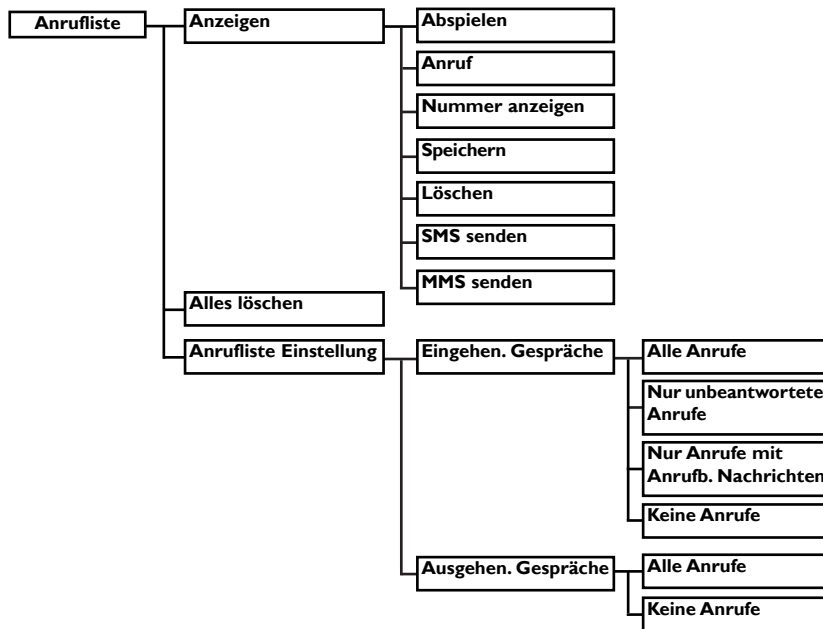 Anrufliste
Anzeigen
Abspielen
Anruf
Nummer anzeigen
Speichern
Löschen
SMS senden
MMS senden
Alles löschen
Anrufliste Einstellung
Eingehen. Gespräche
Alle Anrufe
Nur unbeantwortete
Anrufe
Nur Anrufe mit
Anrufb. Nachrichten
Keine Anrufe
Ausgehen. Gespräche
Alle Anrufe
Keine Anrufe